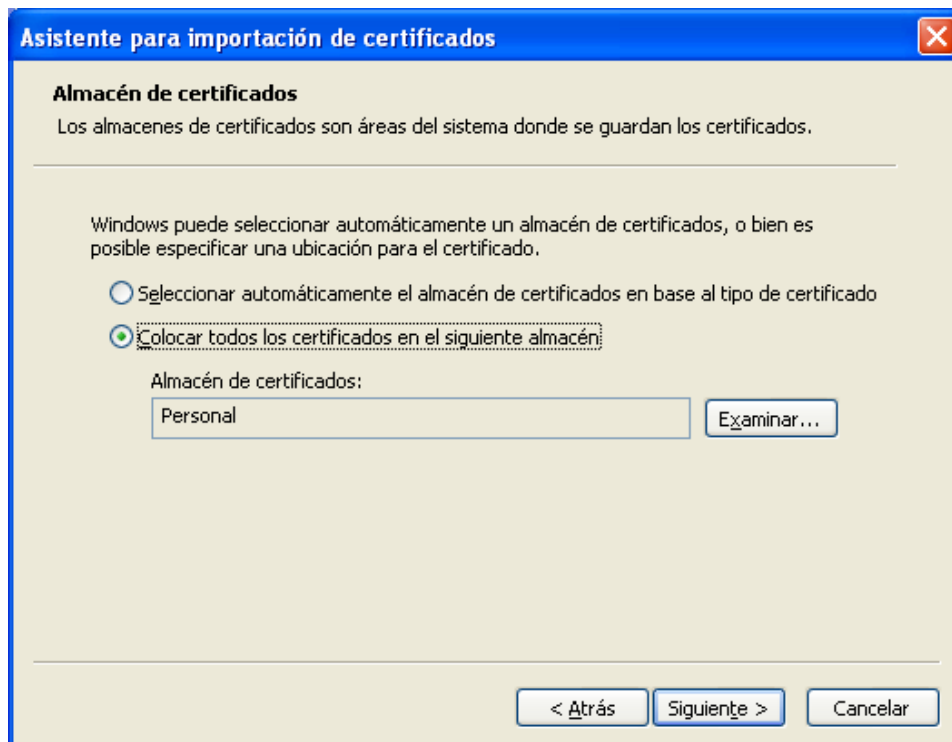 Asistente para importación de certificados
Almacén de certificados
Los almacenes de certificados son áreas del sistema donde se guardan los certificados.
Windows puede seleccionar automáticamente un almacén de certificados, o bien es
posible especificar una ubicación para el certificado.
Seleccionar automáticamente el almacén de certificados en base al tipo de certificado
Colocar todos los certificados en el siguiente almacén
Almacén de certificados:
Personal
Examinar...
< Atrás
Siguiente >
Cancelar